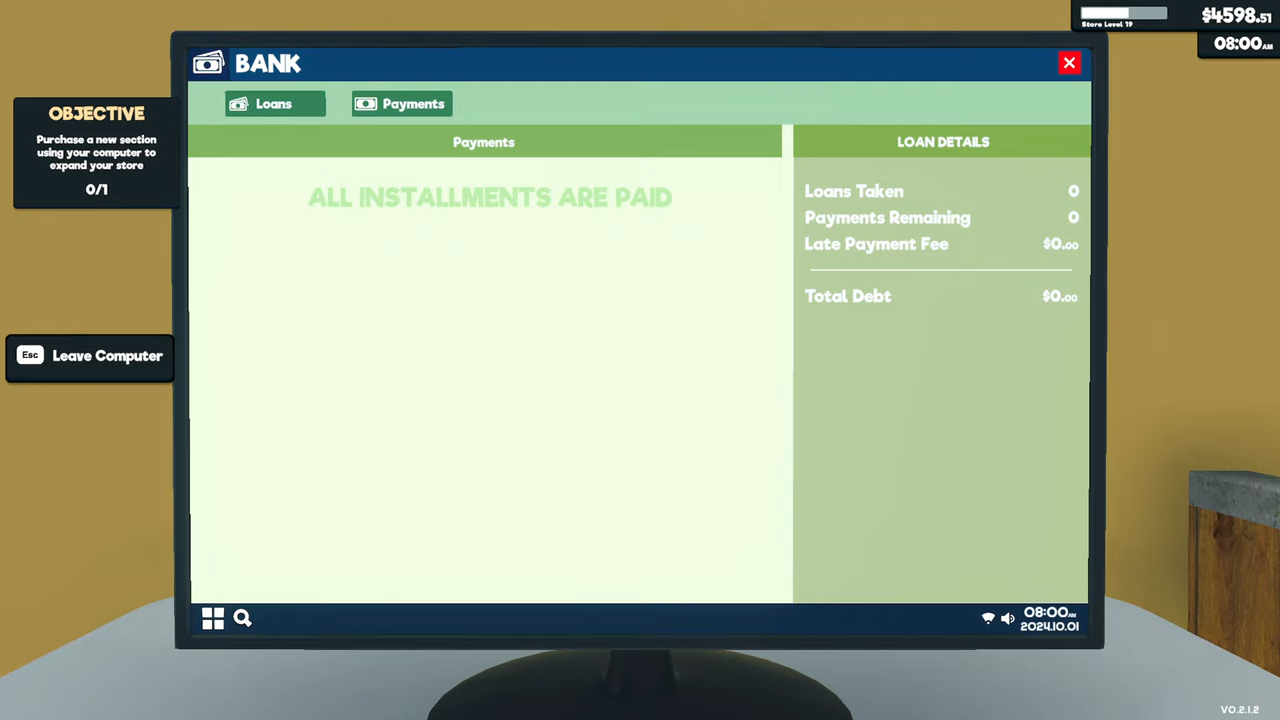 $4598.51
Store Level 19
08:00AM
BANK
Loans
Payments
OBJECTIVE
Purchase a new section
using your computer to
expand your store
0/1
Payments
LOAN DETAILS
ALL INSTALLMENTS ARE PAID
Loans Taken 0
Payments Remaining 0
Late Payment Fee $0.00
Total Debt $0.00
Esc Leave Computer
08:00AM
2024.10.01
V0.2.1.2